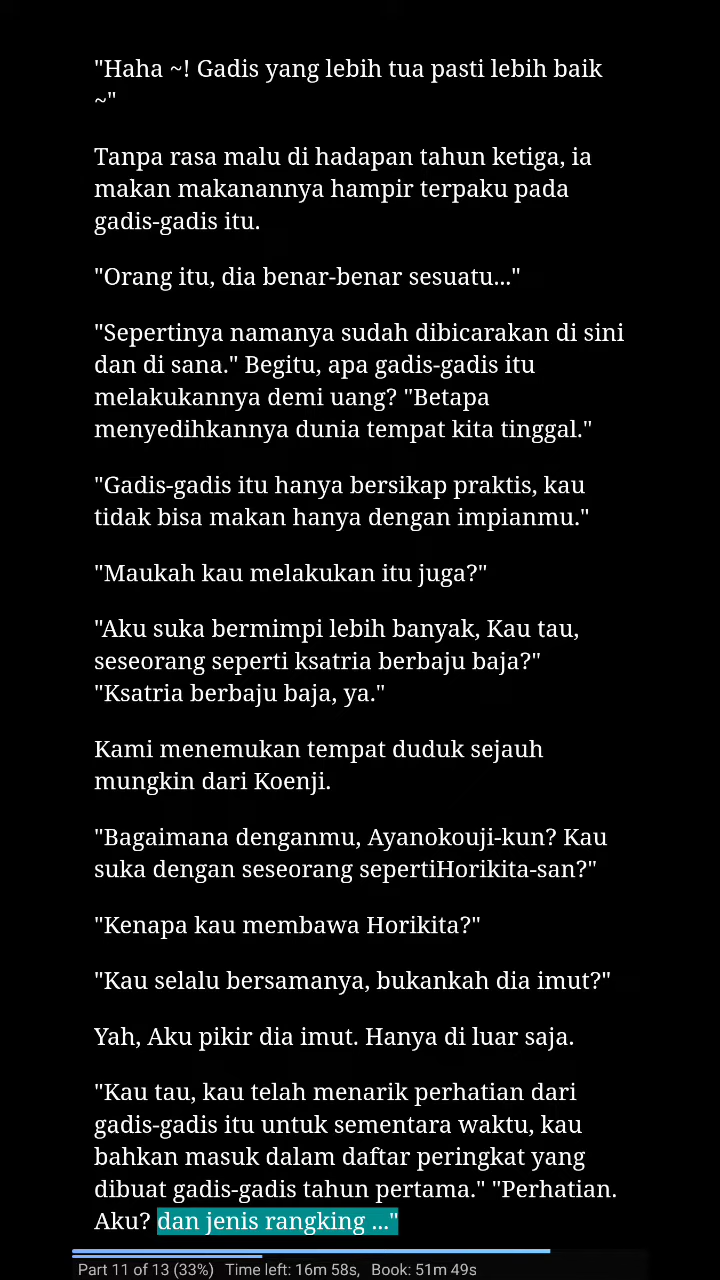 "Haha ~! Gadis yang lebih tua pasti lebih baik
~"
Tanpa rasa malu di hadapan tahun ketiga, ia
makan makanannya hampir terpaku pada
gadis-gadis itu.
"Orang itu, dia benar-benar sesuatu..."
"Sepertinya namanya sudah dibicarakan di sini
dan di sana." Begitu, apa gadis-gadis itu
melakukannya demi uang? "Betapa
menyedihkannya dunia tempat kita tinggal."
"Gadis-gadis itu hanya bersikap praktis, kau
tidak bisa makan hanya dengan impianmu."
"Maukah kau melakukan itu juga?"
"Aku suka bermimpi lebih banyak, Kau tau,
seseorang seperti ksatria berbaju baja?"
"Ksatria berbaju baja, ya."
Kami menemukan tempat duduk sejauh
mungkin dari Koenji.
"Bagaimana denganmu, Ayanokouji-kun? Kau
suka dengan seseorang sepertiHorikita-san?"
"Kenapa kau membawa Horikita?"
"Kau selalu bersamanya, bukankah dia imut?"
Yah, Aku pikir dia imut. Hanya di luar saja.
"Kau tau, kau telah menarik perhatian dari
gadis-gadis itu untuk sementara waktu, kau
bahkan masuk dalam daftar peringkat yang
dibuat gadis-gadis tahun pertama." "Perhatian.
Aku? dan jenis rangking ..."
Part 11 of 13 (33%) Time left: 16m 58s, Book: 51m 49s